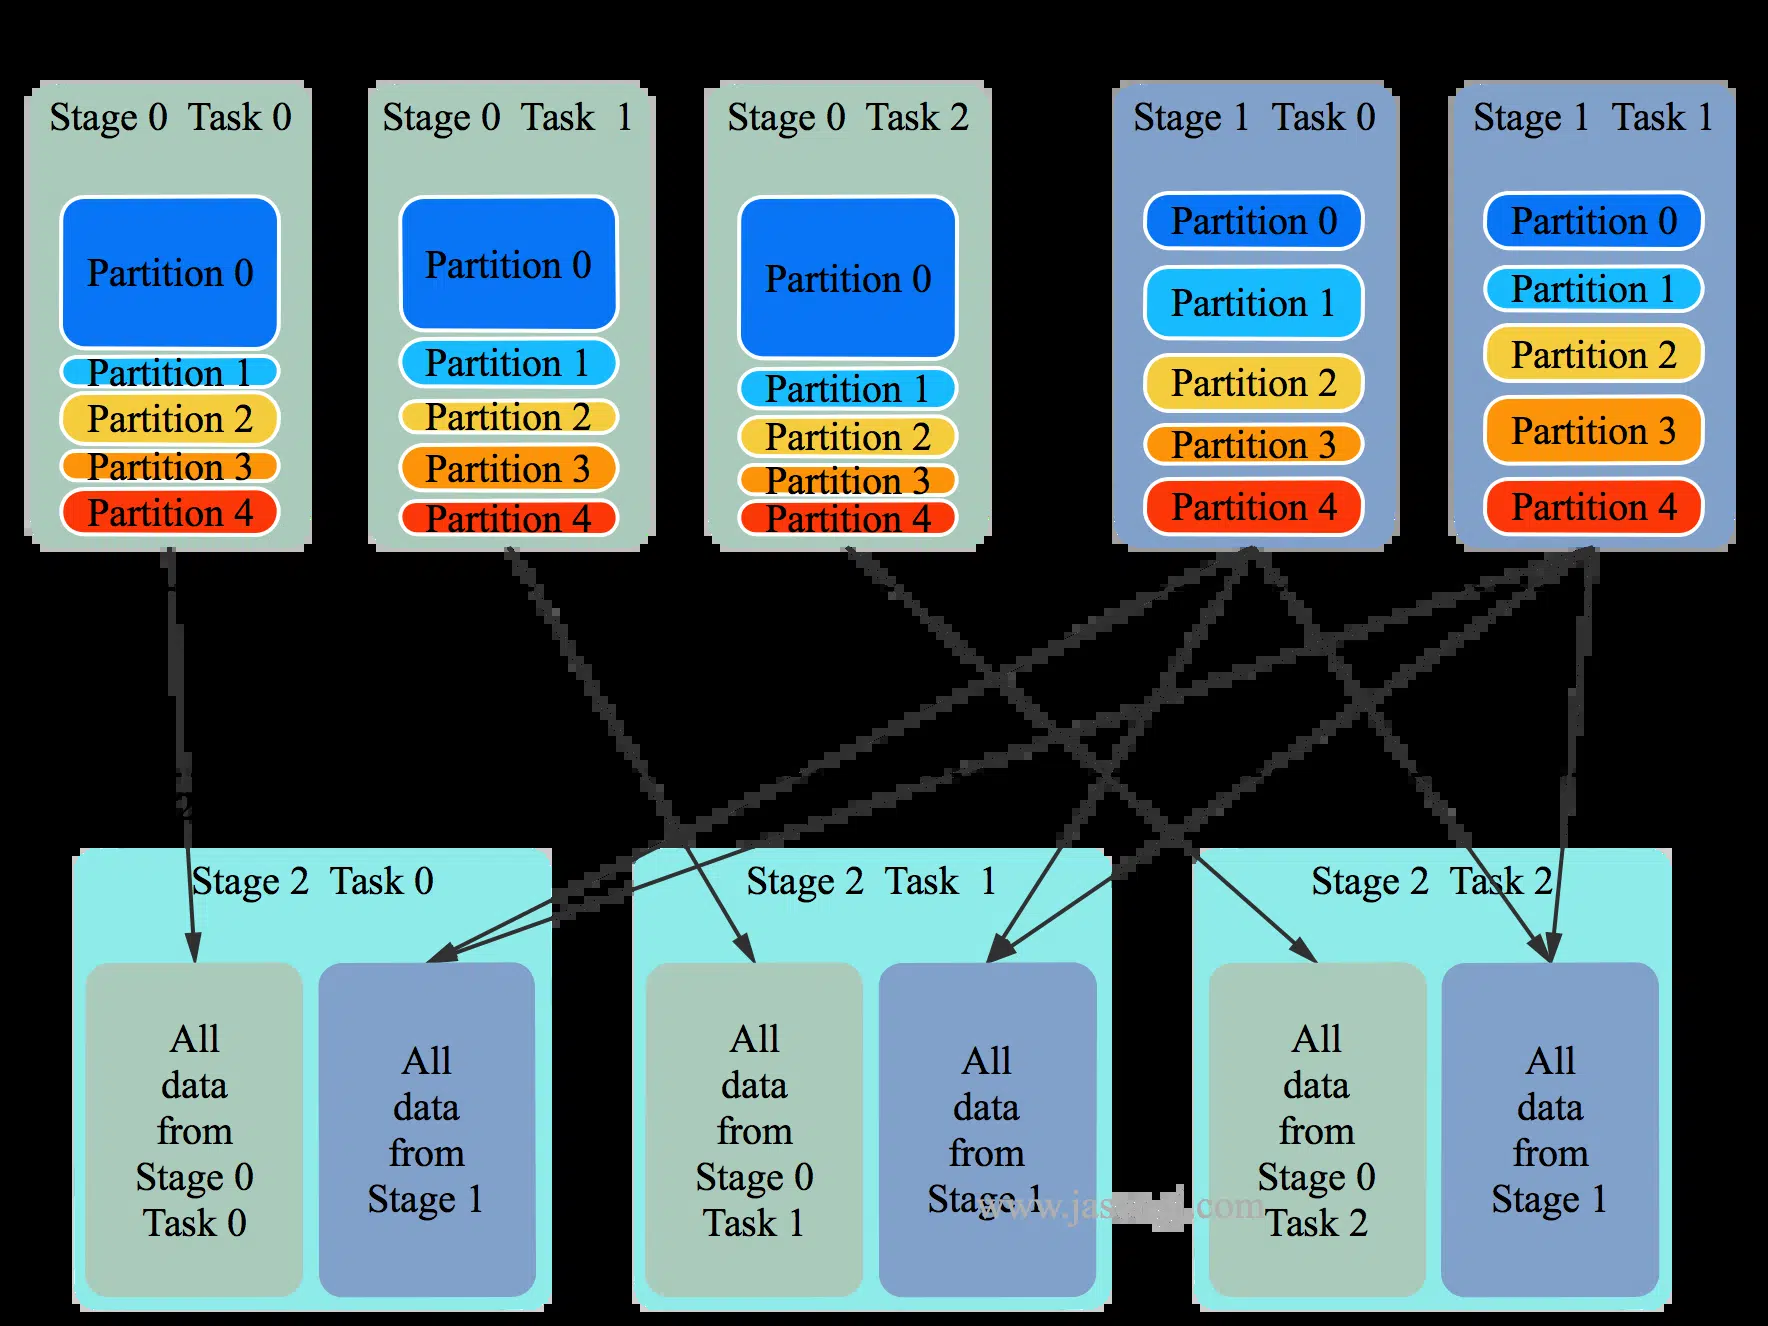 Stage 0 Task 0
Partition 0
Partition 1
Partition 2
Partition 3
Partition 4
Stage 0 Task 1
Partition 0
Partition 1
Partition 2
Partition 3
Partition 4
Stage 0 Task 2
Partition 0
Partition 1
Partition 2
Partition 3
Partition 4
Stage 1 Task 0
Partition 0
Partition 1
Partition 2
Partition 3
Partition 4
Stage 1 Task 1
Partition 0
Partition 1
Partition 2
Partition 3
Partition 4
Stage 2 Task 0
All
data
from
Stage 0
Task 0
All
data
from
Stage 1
Stage 2 Task 1
All
data
from
Stage 0
Task 1
All
data
from
Stage 1
Stage 2 Task 2
All
data
from
Stage 0
Task 2
All
data
from
Stage 1